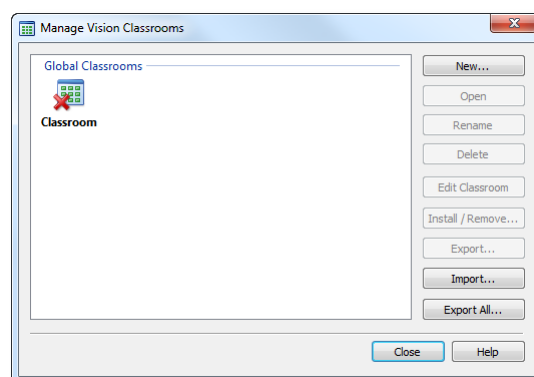 Manage Vision Classrooms
Global Classrooms
Classroom
New...
Open
Rename
Delete
Edit Classroom
Install / Remove...
Export...
Import...
Export All...
Close
Help